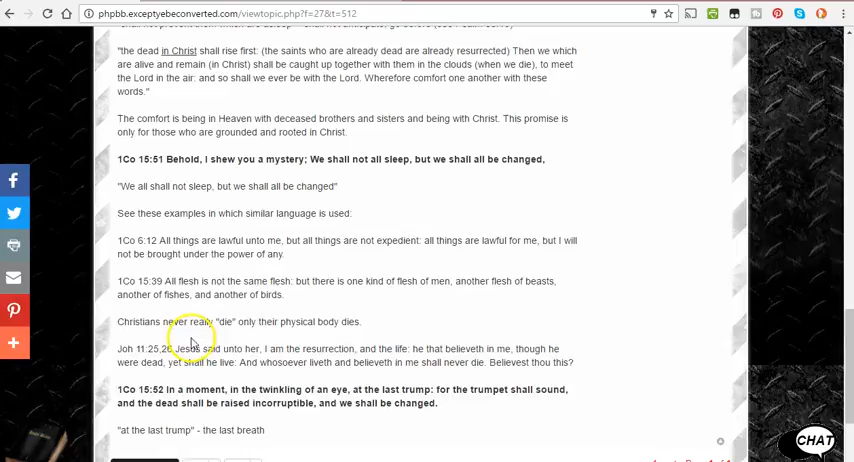 phpbb.exceptyebeconverted.com/viewtopic.php?f=27&t=512
"the dead in Christ shall rise first: (the saints who are already dead are already resurrected) Then we which
are alive and remain (in Christ) shall be caught up together with them in the clouds (when we die), to meet
the Lord in the air: and so shall we ever be with the Lord. Wherefore comfort one another with these
words."
The comfort is being in Heaven with deceased brothers and sisters and being with Christ. This promise is
only for those who are grounded and rooted in Christ.
1Co 15:51 Behold, I shew you a mystery; We shall not all sleep, but we shall all be changed,
"We all shall not sleep, but we shall all be changed"
See these examples in which similar language is used:
1Co 6:12 All things are lawful unto me, but all things are not expedient: all things are lawful for me, but I will
not be brought under the power of any.
1Co 15:39 All flesh is not the same flesh: but there is one kind of flesh of men, another flesh of beasts,
another of fishes, and another of birds.
Christians never really "die" only their physical body dies.
Joh 11:25,26 Jesus said unto her, I am the resurrection, and the life: he that believeth in me, though he
were dead, yet shall he live: And whosoever liveth and believeth in me shall never die. Believest thou this?
1Co 15:52 In a moment, in the twinkling of an eye, at the last trump: for the trumpet shall sound,
and the dead shall be raised incorruptible, and we shall be changed.
"at the last trump" - the last breath
CHAT